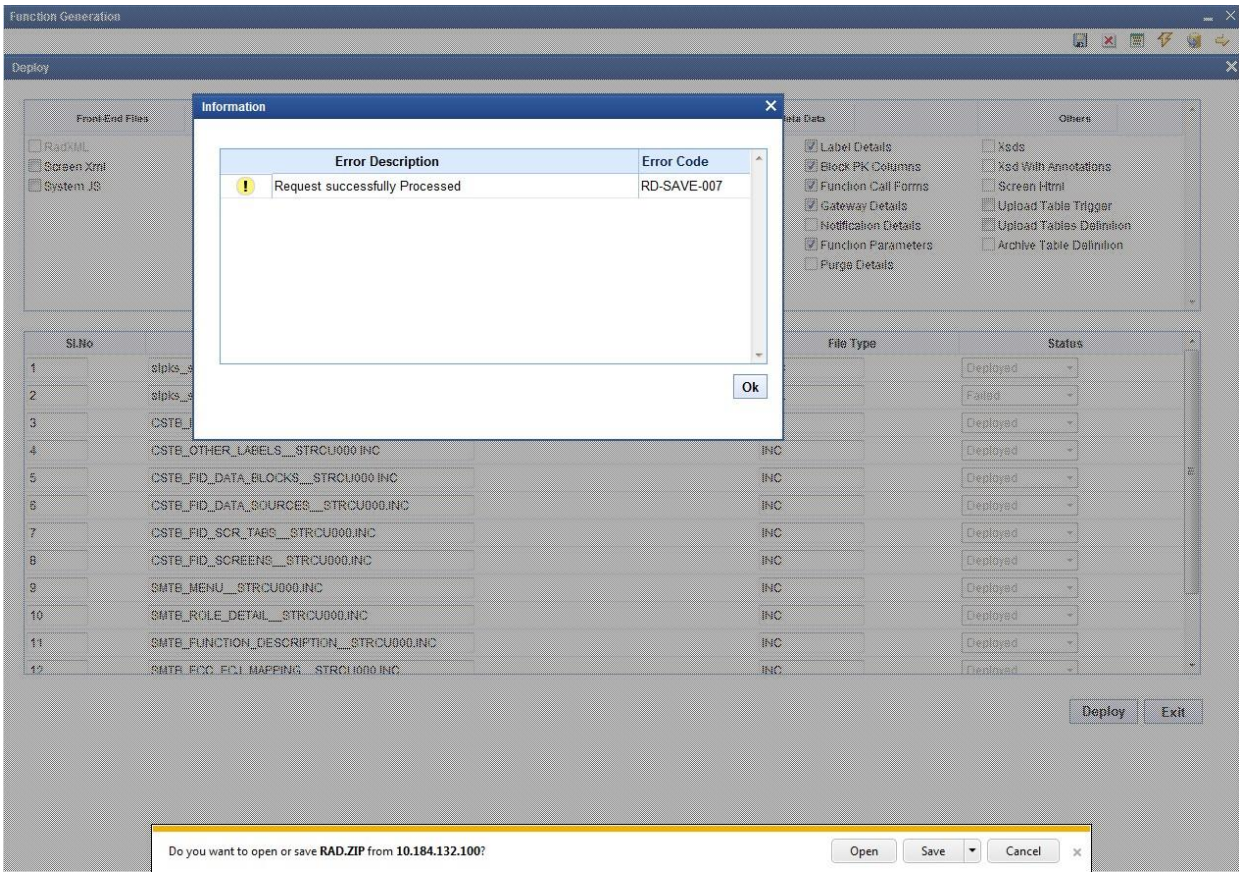 Function Generation
Deploy
Information
Error Description Error Code
Request successfully Processed RD-SAVE-007
Ok
Front-End Files
RadXML
Screen Xml
System JS
Data
Label Details
Block PK Columns
Function Call Forms
Gateway Details
Notification Details
Function Parameters
Purge Details
Others
Xsds
Xsd With Annotations
Screen Html
Upload Table Trigger
Upload Tables Definition
Archive Table Definition
Sl.No File Type Status
1 Deployed
2 Failed
3 Deployed
4 CSTB_OTHER_LABELS__STRCU000.INC INC Deployed
5 CSTB_FID_DATA_BLOCKS__STRCU000.INC INC Deployed
6 CSTB_FID_DATA_SOURCES__STRCU000.INC INC Deployed
7 CSTB_FID_SCR_TABS__STRCU000.INC INC Deployed
8 CSTB_FID_SCREENS__STRCU000.INC INC Deployed
9 SMTB_MENU__STRCU000.INC INC Deployed
10 SMTB_ROLE_DETAIL__STRCU000.INC INC Deployed
11 SMTB_FUNCTION_DESCRIPTION__STRCU000.INC INC Deployed
12 SMTB_FCC_FCJ_MAPPING__STRCU000.INC INC Deployed
Deploy Exit
Do you want to open or save RAD.ZIP from 10.184.132.100?
Open Save Cancel